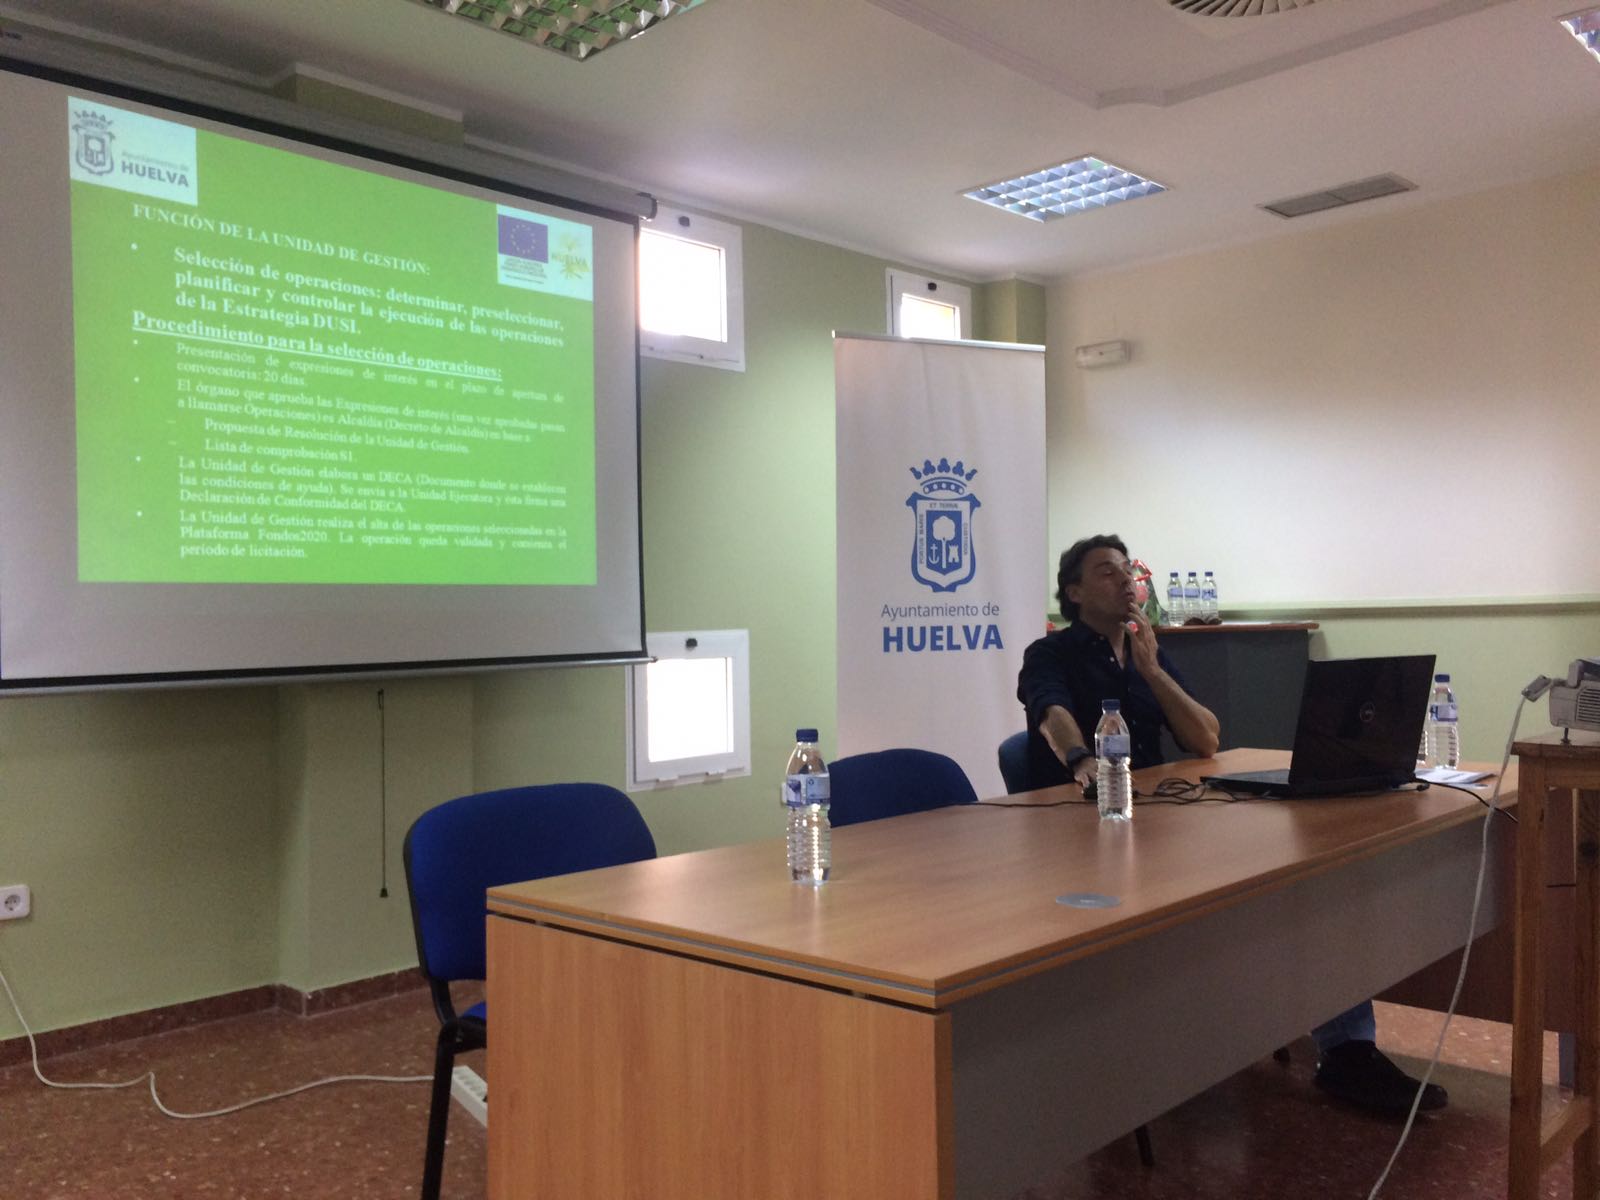 Ayuntamiento de
HUELVA
FUNCIÓN DE LA UNIDAD DE GESTIÓN:
HUELVA
• Selección de operaciones: determinar, preseleccionar,
planificar y controlar la ejecución de las operaciones
de la Estrategia DUSI.
Procedimiento para la selección de operaciones:
• Presentación de expresiones de interés en el plazo de apertura de
convocatoria: 20 días.
• El órgano que aprueba las Expresiones de interés (una vez aprobadas pasan
a llamarse Operaciones) es Alcaldía (Decreto de Alcaldía) en base a
– Propuesta de Resolución de la Unidad de Gestión.
– Lista de comprobación S1.
• La Unidad de Gestión elabora un DECA (Documento donde se establecen
las condiciones de ayuda). Se envía a la Unidad Ejecutora y ésta firma una
Declaración de Conformidad del DECA.
• La Unidad de Gestión realiza el alta de las operaciones seleccionadas en la
Plataforma Fondos2020. La operación queda validada y comienza el
período de licitación.
PORTUS MARIS
ET TERRAE
CUSTODIA
Ayuntamiento de
HUELVA